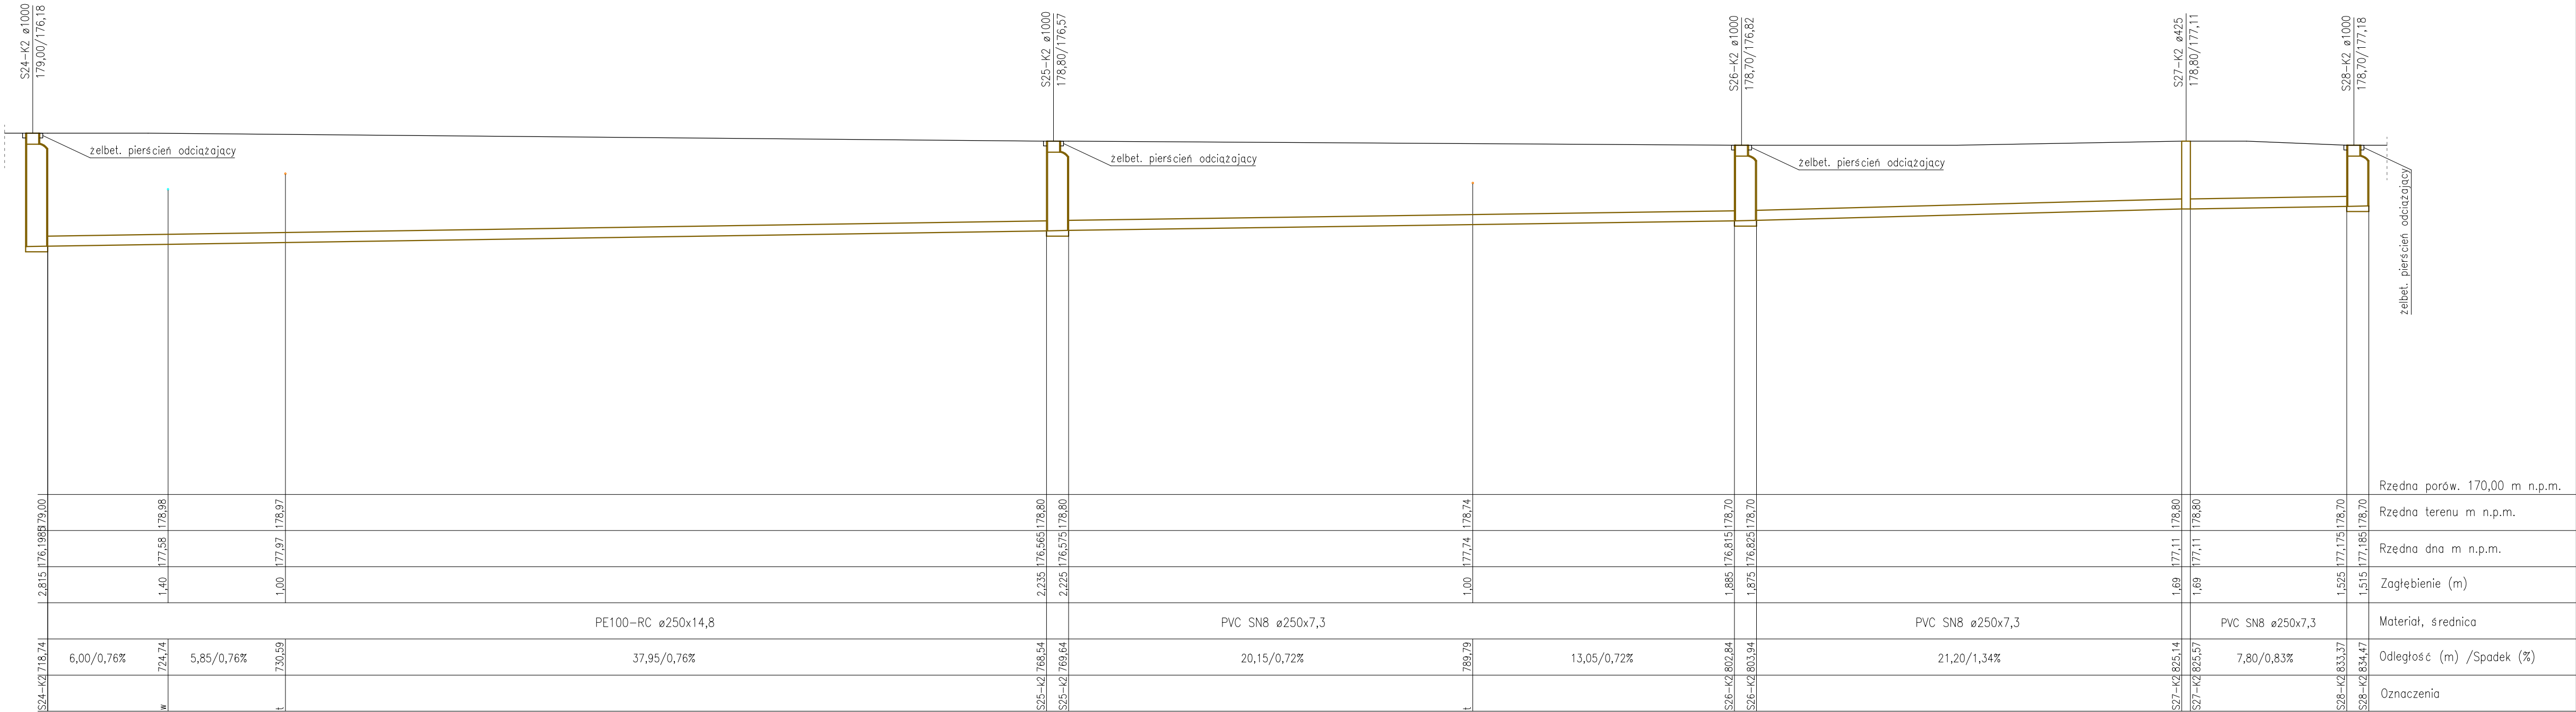 S24-K2 ø1000
179,00/176,18
S25-K2 ø1000
178,80/176,57
S26-K2 ø1000
178,70/176,82
S27-K2 ø425
178,80/177,11
S28-K2 ø1000
178,70/177,18
żelbet. pierścień odciążający
żelbet. pierścień odciążający
żelbet. pierścień odciążający
żelbet. pierścień odciążający
Rzędna porów. 170,00 m n.p.m.
179,00 178,98 178,97 178,80 178,80 178,74 178,70 178,70 178,80 178,80 178,70 178,70 Rzędna terenu m n.p.m.
176,1985 177,58 177,97 176,565 176,575 177,74 176,815 176,825 177,11 177,11 177,175 177,185 Rzędna dna m n.p.m.
2,815 1,40 1,00 2,235 2,225 1,00 1,885 1,875 1,69 1,69 1,525 1,515 Zagłębienie (m)
PE100-RC ø250x14,8 PVC SN8 ø250x7,3 PVC SN8 ø250x7,3 PVC SN8 ø250x7,3 Materiał, średnica
718,74 6,00/0,76% 724,74 5,85/0,76% 730,59 37,95/0,76% 768,54 769,64 20,15/0,72% 789,79 13,05/0,72% 802,84 803,94 21,20/1,34% 825,14 825,57 7,80/0,83% 833,37 834,47 Odległość (m) /Spadek (%)
S24-K2 w t S25-k2 S25-k2 t S26-K2 S26-K2 S27-K2 S27-K2 S28-K2 S28-K2 Oznaczenia